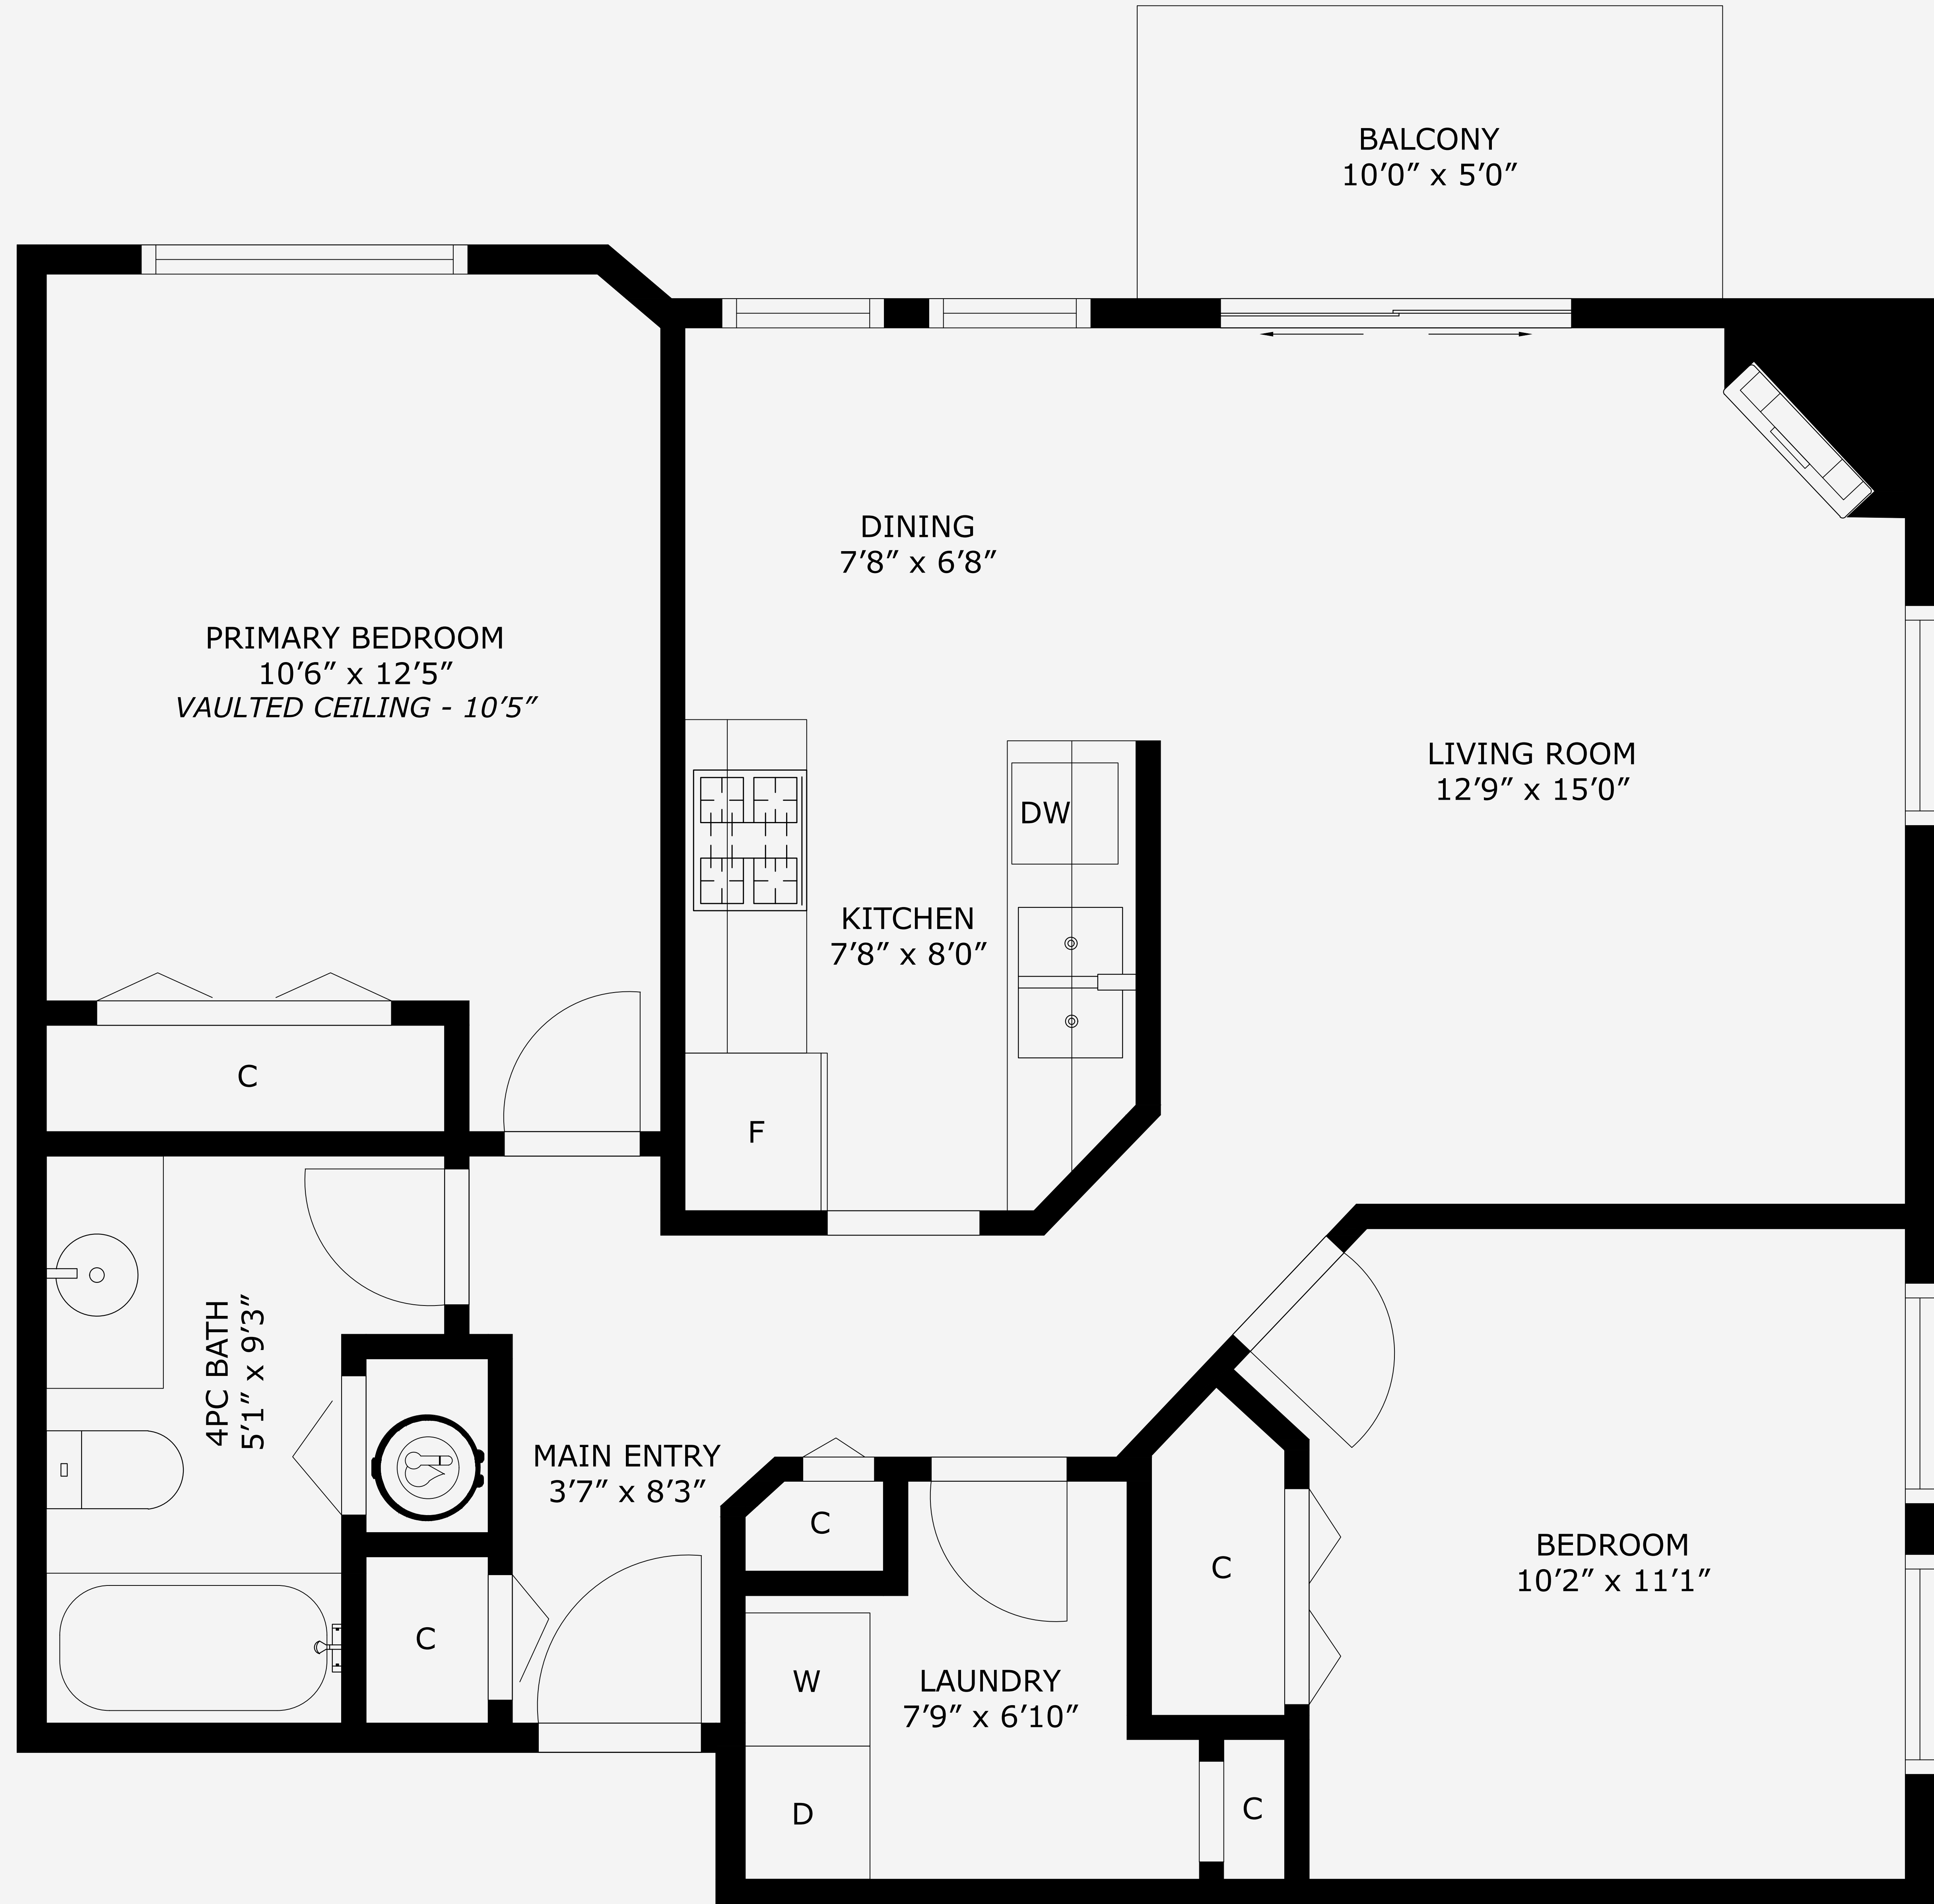 BALCONY
10’0” x 5’0”
DINING
7’8” x 6’8”
PRIMARY BEDROOM
10’6” x 12’5”
VAULTED CEILING - 10’5”
LIVING ROOM
12’9” x 15’0”
DW
KITCHEN
7’8” x 8’0”
C
F
4PC BATH
5’1” x 9’3”
MAIN ENTRY
3’7” x 8’3”
C
C
BEDROOM
10’2” x 11’1”
C
W
LAUNDRY
7’9” x 6’10”
D
C